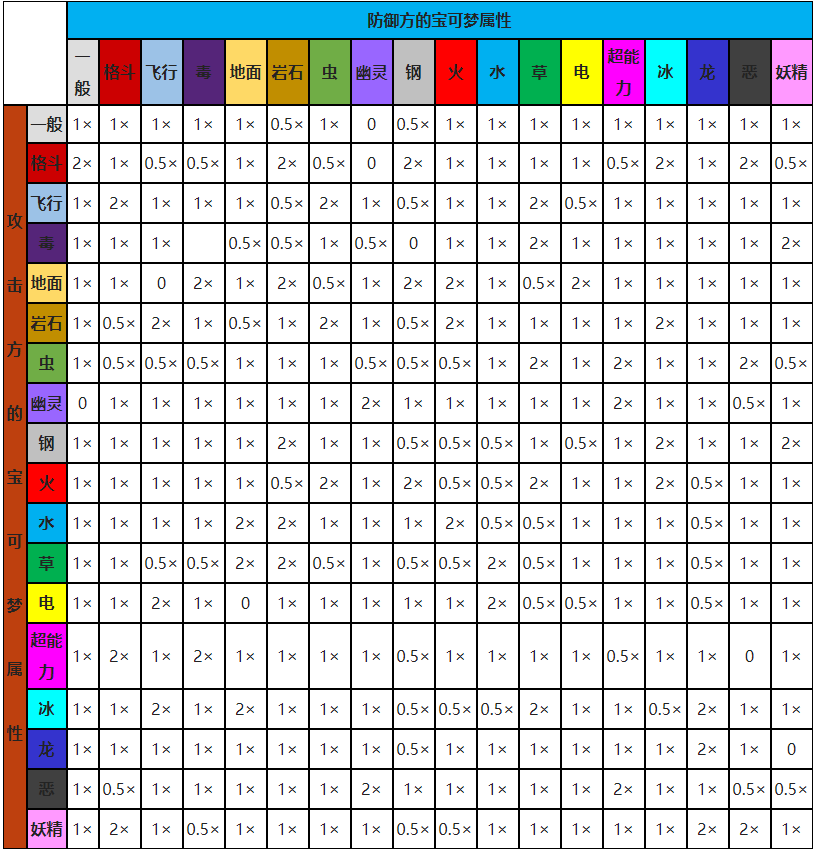 防御方的宝可梦属性
一般 格斗 飞行 毒 地面 岩石 虫 幽灵 钢 火 水 草 电 超能力 冰 龙 恶 妖精
攻击方的宝可梦属性
一般 1× 1× 1× 1× 1× 0.5× 1× 0 0.5× 1× 1× 1× 1× 1× 1× 1× 1× 1×
格斗 2× 1× 0.5× 0.5× 1× 2× 0.5× 0 2× 1× 1× 1× 1× 0.5× 2× 1× 2× 0.5×
飞行 1× 2× 1× 1× 1× 0.5× 2× 1× 0.5× 1× 1× 2× 0.5× 1× 1× 1× 1× 1×
毒 1× 1× 1× 0.5× 0.5× 1× 0.5× 0 1× 1× 2× 1× 1× 1× 1× 1× 2×
地面 1× 1× 0 2× 1× 2× 0.5× 1× 2× 2× 1× 0.5× 2× 1× 1× 1× 1× 1×
岩石 1× 0.5× 2× 1× 0.5× 1× 2× 1× 0.5× 2× 1× 1× 1× 1× 2× 1× 1× 1×
虫 1× 0.5× 0.5× 0.5× 1× 1× 1× 0.5× 0.5× 0.5× 1× 2× 1× 2× 1× 1× 2× 0.5×
幽灵 0 1× 1× 1× 1× 1× 1× 2× 1× 1× 1× 1× 1× 2× 1× 1× 0.5× 1×
钢 1× 1× 1× 1× 1× 2× 1× 1× 0.5× 0.5× 0.5× 1× 0.5× 1× 2× 1× 1× 2×
火 1× 1× 1× 1× 1× 0.5× 2× 1× 2× 0.5× 0.5× 2× 1× 1× 2× 0.5× 1× 1×
水 1× 1× 1× 1× 2× 2× 1× 1× 1× 2× 0.5× 0.5× 1× 1× 1× 0.5× 1× 1×
草 1× 1× 0.5× 0.5× 2× 2× 0.5× 1× 0.5× 0.5× 2× 0.5× 1× 1× 1× 0.5× 1× 1×
电 1× 1× 2× 1× 0 1× 1× 1× 1× 1× 2× 0.5× 0.5× 1× 1× 0.5× 1× 1×
超能力 1× 2× 1× 2× 1× 1× 1× 1× 0.5× 1× 1× 1× 1× 0.5× 1× 1× 0 1×
冰 1× 1× 2× 1× 2× 1× 1× 1× 0.5× 0.5× 0.5× 2× 1× 1× 0.5× 2× 1× 1×
龙 1× 1× 1× 1× 1× 1× 1× 1× 0.5× 1× 1× 1× 1× 1× 1× 2× 1× 0
恶 1× 0.5× 1× 1× 1× 1× 1× 2× 1× 1× 1× 1× 1× 2× 1× 1× 0.5× 0.5×
妖精 1× 2× 1× 0.5× 1× 1× 1× 1× 0.5× 0.5× 1× 1× 1× 1× 1× 2× 2× 1×